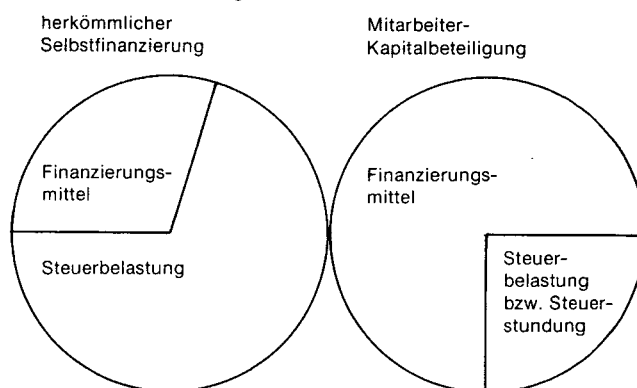 herkömmlicher
Selbstfinanzierung
Mitarbeiter-
Kapitalbeteiligung
Finanzierungs-
mittel
Steuerbelastung
Finanzierungs-
mittel
Steuer-
belastung
bzw. Steuer-
stundung